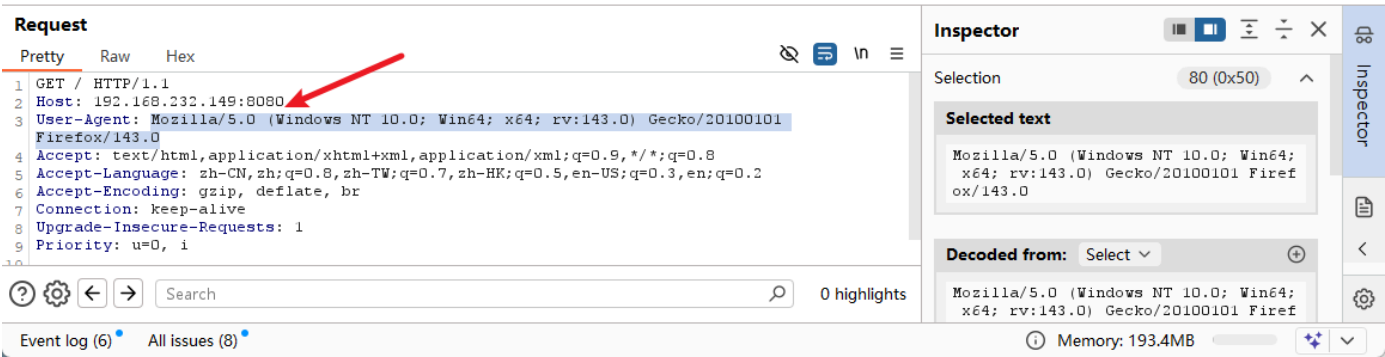 Request
Pretty Raw Hex
\n
1 GET / HTTP/1.1
2 Host: 192.168.232.149:8080
3 User-Agent: Mozilla/5.0 (Windows NT 10.0; Win64; x64; rv:143.0) Gecko/20100101
Firefox/143.0
4 Accept: text/html,application/xhtml+xml,application/xml;q=0.9,*/*;q=0.8
5 Accept-Language: zh-CN,zh;q=0.8,zh-TW;q=0.7,zh-HK;q=0.5,en-US;q=0.3,en;q=0.2
6 Accept-Encoding: gzip, deflate, br
7 Connection: keep-alive
8 Upgrade-Insecure-Requests: 1
9 Priority: u=0, i
10
Search
0 highlights
Inspector
Selection 80 (0x50)
Selected text
Mozilla/5.0 (Windows NT 10.0; Win64;
x64; rv:143.0) Gecko/20100101 Firef
ox/143.0
Decoded from: Select
Mozilla/5.0 (Windows NT 10.0; Win64;
x64; rv:143.0) Gecko/20100101 Firef
Inspector
Event log (6) All issues (8)
Memory: 193.4MB